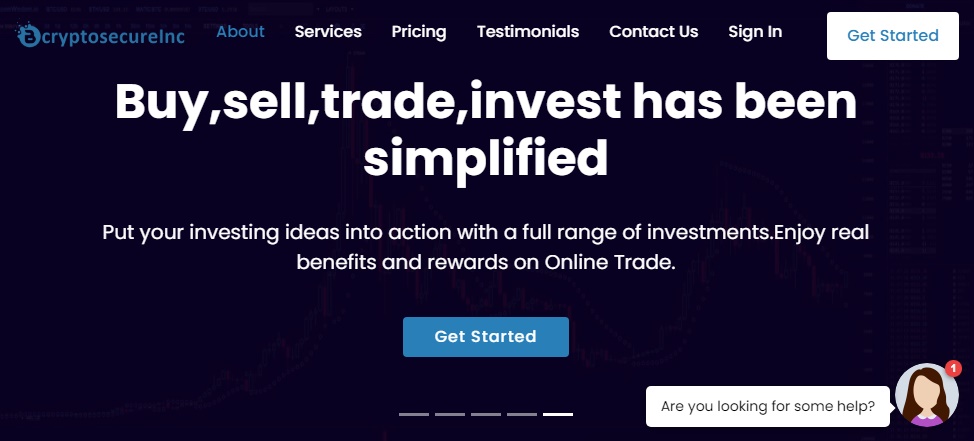 cryptosecureInc
About
Services
Pricing
Testimonials
Contact Us
Sign In
Get Started
Buy,sell,trade,invest has been
simplified
Put your investing ideas into action with a full range of investments.Enjoy real
benefits and rewards on Online Trade.
Get Started
Are you looking for some help?
1